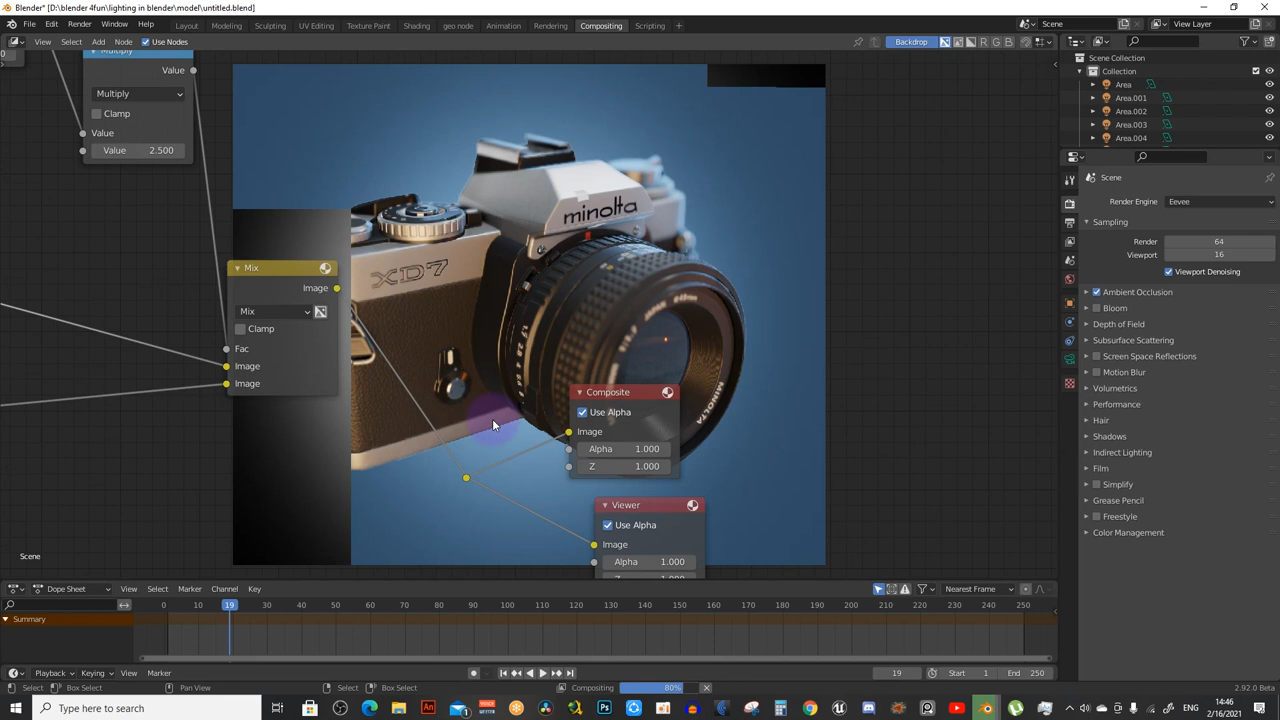 Blender* [D:\blender 4fun\lighting in blender\model\untitled.blend]
File Edit Render Window Help Layout Modeling Sculpting UV Editing Texture Paint Shading geo node Animation Rendering Compositing Scripting + Scene View Layer
View Select Add Node Use Nodes Backdrop R G B
Scene Collection
Collection
Area
Area.001
Area.002
Area.003
Area.004
Multiply
Value
Multiply
Clamp
Value
Value 2.500
minolta
XD7
MINOLTA
Mix
Image
Mix
Clamp
Fac
Image
Image
Composite
Use Alpha
Image
Alpha 1.000
Z 1.000
Viewer
Use Alpha
Image
Alpha 1.000
Scene
Scene
Render Engine Eevee
Sampling
Render 64
Viewport 16
Viewport Denoising
Ambient Occlusion
Bloom
Depth of Field
Subsurface Scattering
Screen Space Reflections
Motion Blur
Volumetrics
Performance
Hair
Shadows
Indirect Lighting
Film
Simplify
Grease Pencil
Freestyle
Color Management
Dope Sheet View Select Marker Channel Key Nearest Frame
0 10 19 30 40 50 60 70 80 90 100 110 120 130 140 150 160 170 180 190 200 210 220 230 240 250
Summary
Playback Keying View Marker 19 Start 1 End 250
Select Box Select Pan View Select Box Select Compositing 80% 2.92.0 Beta
Type here to search
14:46
2/16/2021